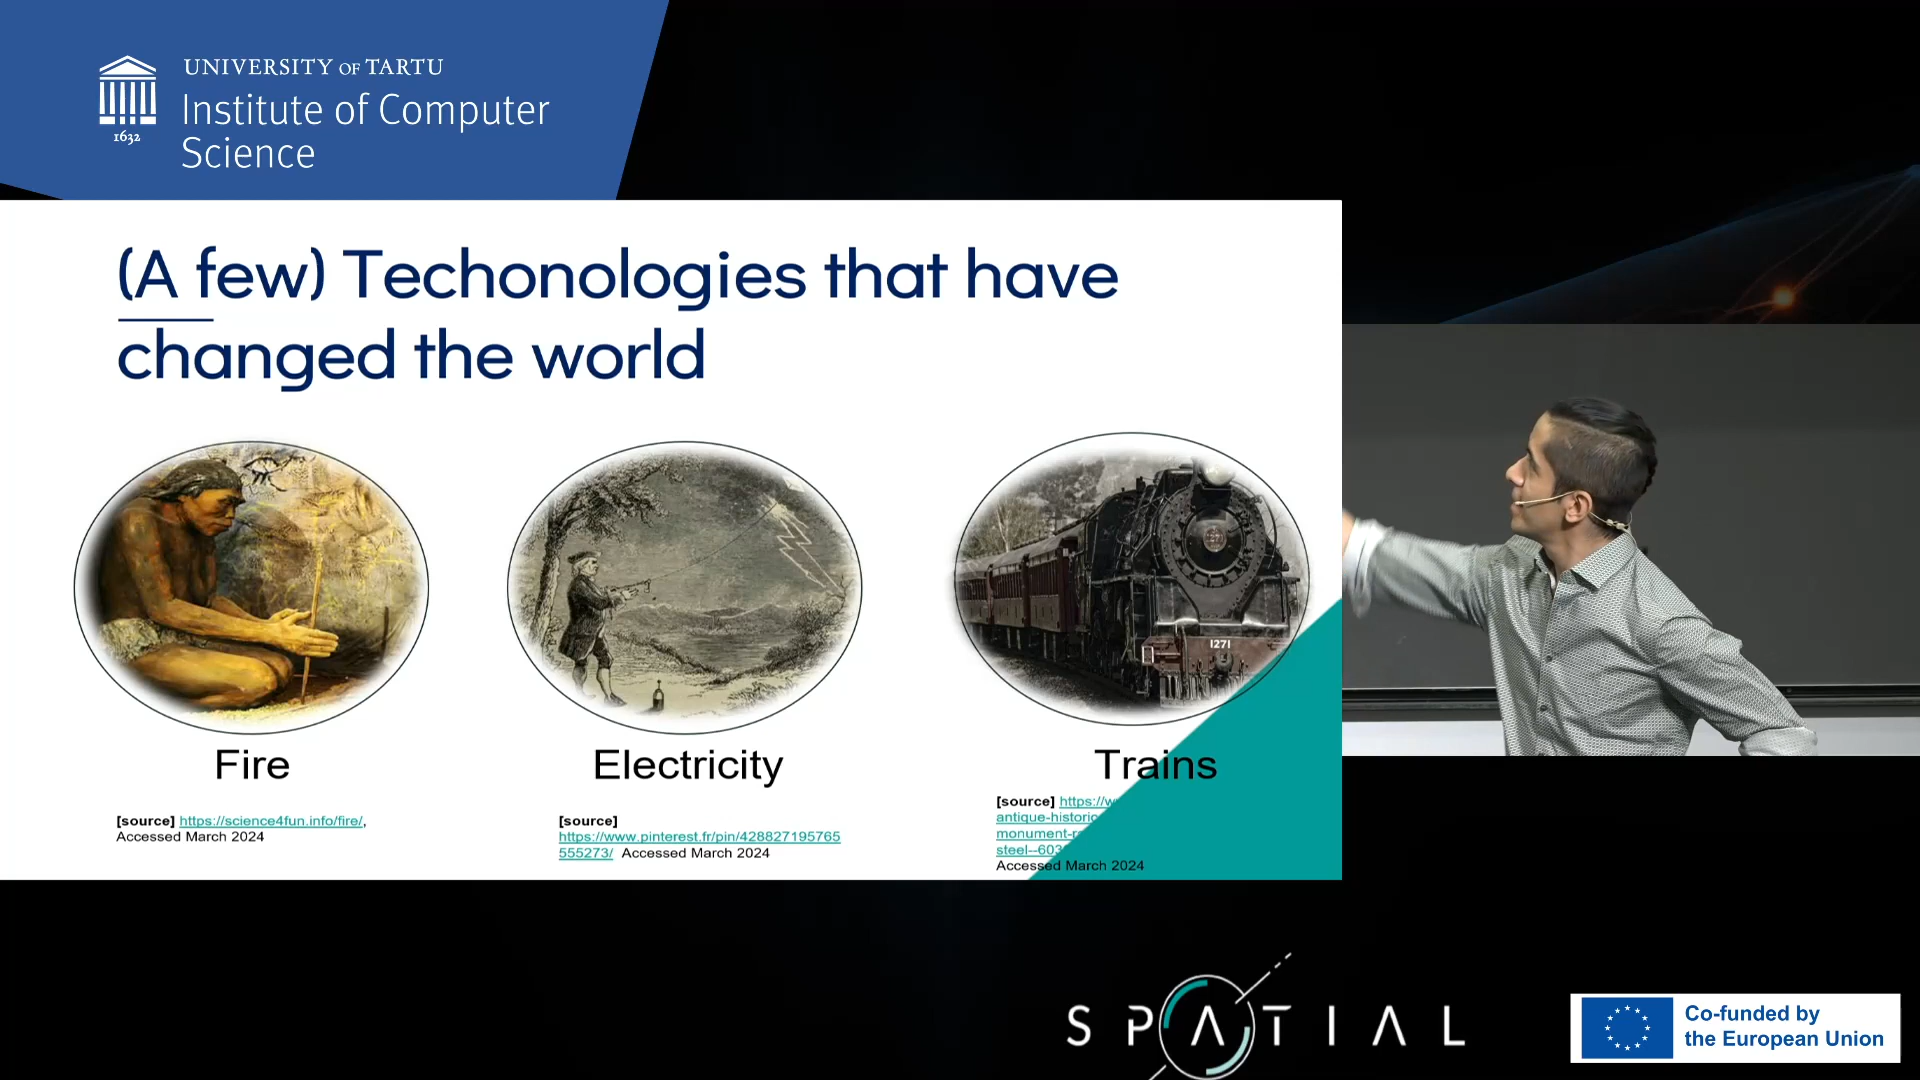 UNIVERSITY OF TARTU
Institute of Computer
Science
1632
(A few) Techonologies that have
changed the world
1271
Fire
Electricity
Trains
[source] https://science4fun.info/fire/,
Accessed March 2024
[source]
https://www.pinterest.fr/pin/428827195765
555273/ Accessed March 2024
[source] https://w
antique-historic
monument-r
steel--603
Accessed March 2024
SPATIAL
Co-funded by
the European Union